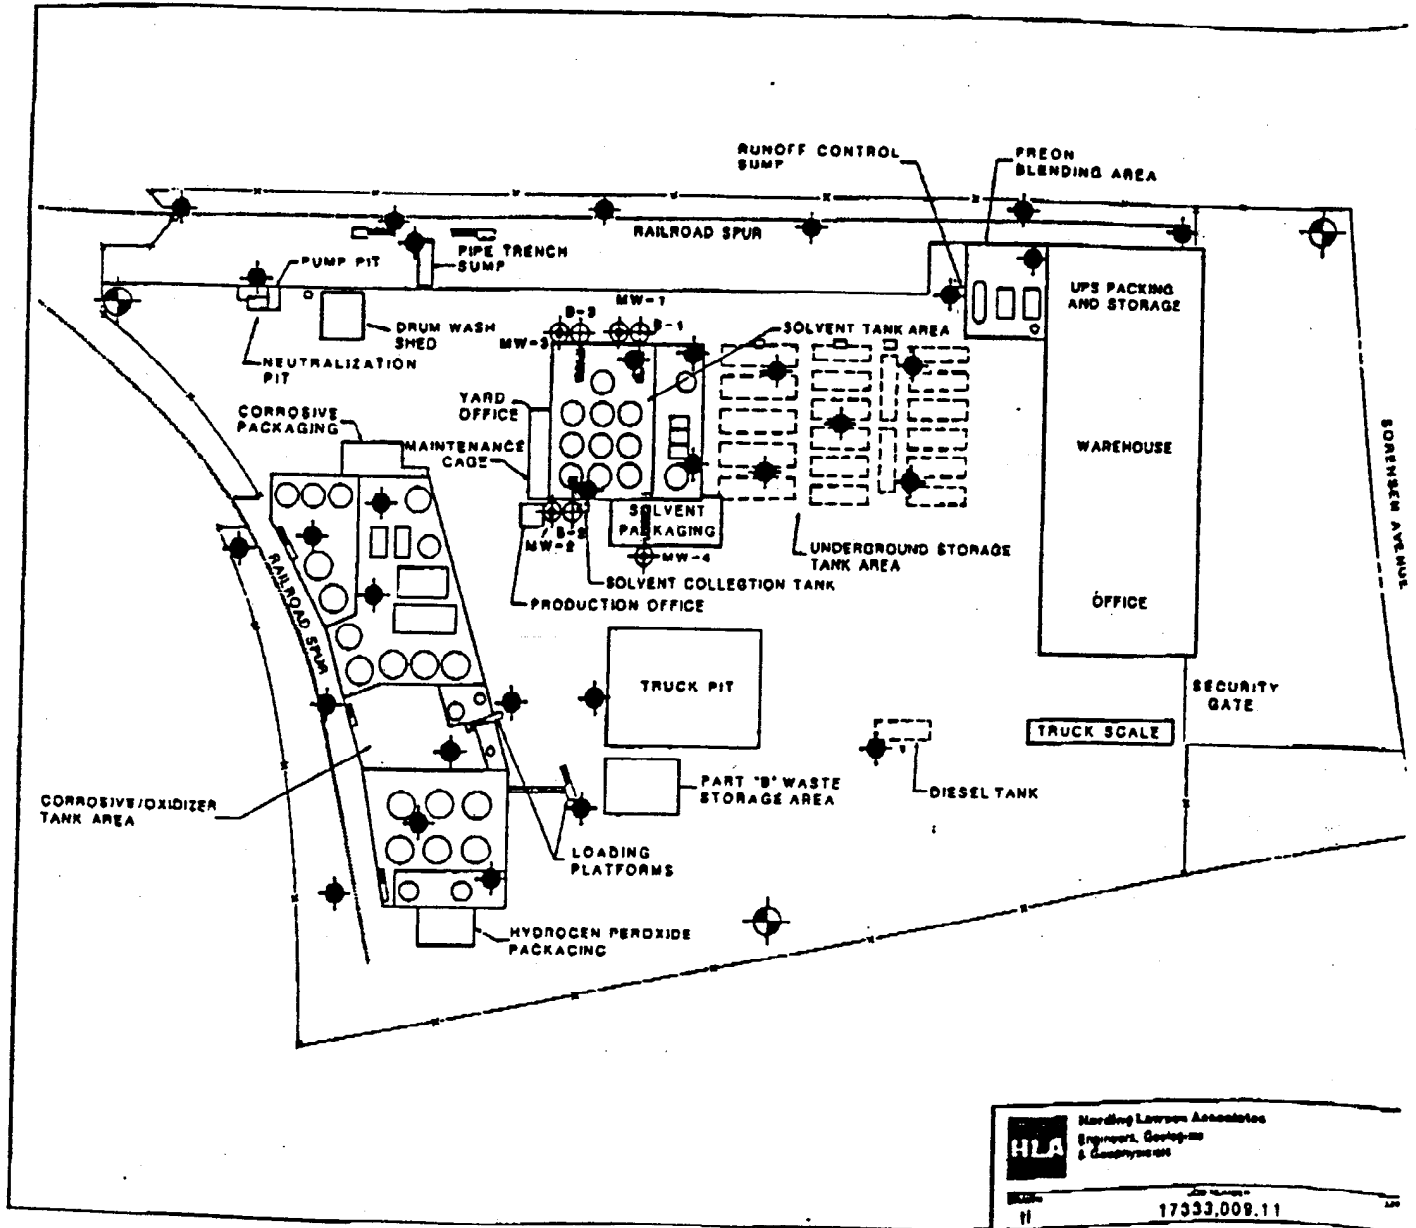 RUNOFF CONTROL
SUMP
FREON
BLENDING AREA
RAILROAD SPUR
PIPE TRENCH
SUMP
PUMP PIT
UPS PACKING
AND STORAGE
MW-1
B-3
B-1
SOLVENT TANK AREA
DRUM WASH
SHED
MW-3
NEUTRALIZATION
PIT
YARD
OFFICE
CORROSIVE
PACKAGING
MAINTENANCE
CAGE
WAREHOUSE
SORENSEN AVENUE
SOLVENT
PACKAGING
B-2
MW-2
MW-4
UNDERGROUND STORAGE
TANK AREA
SOLVENT COLLECTION TANK
PRODUCTION OFFICE
OFFICE
RAILROAD SPUR
TRUCK PIT
SECURITY
GATE
TRUCK SCALE
PART "B" WASTE
STORAGE AREA
DIESEL TANK
CORROSIVE/OXIDIZER
TANK AREA
LOADING
PLATFORMS
HYDROGEN PEROXIDE
PACKAGING
HLA
Harding Lawson Associates
Engineers, Geologists
& Geophysicists
JOB NUMBER
17333,009.11